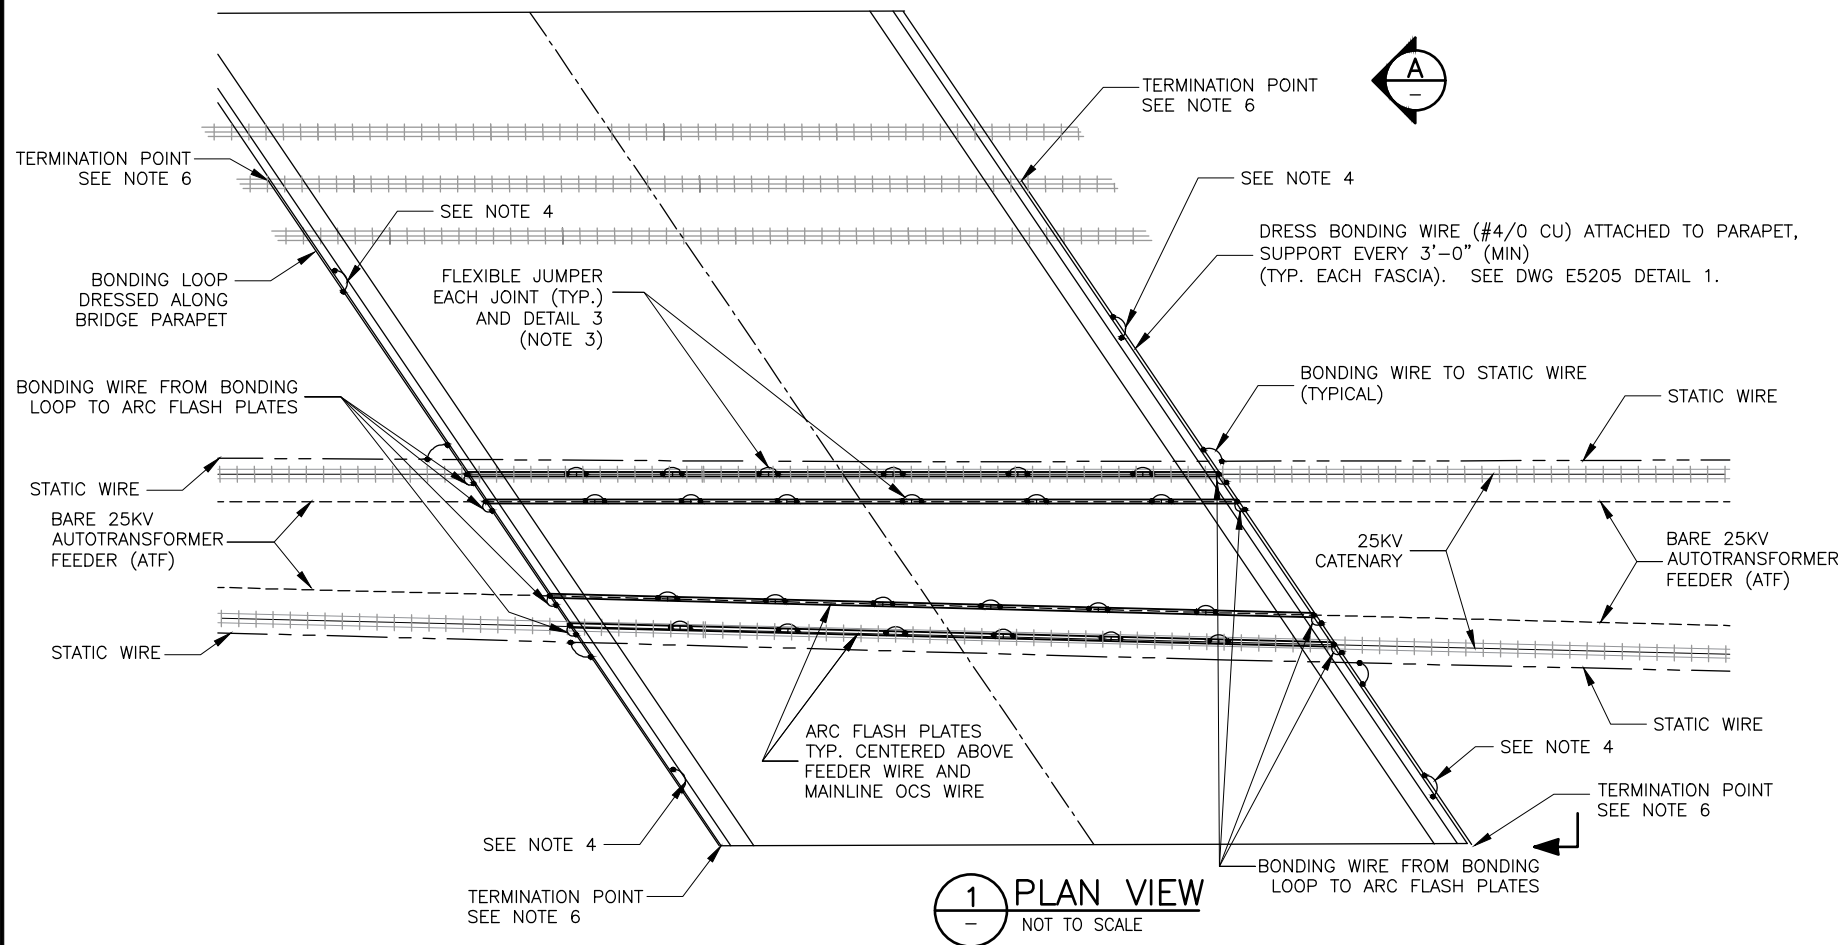 A
-
TERMINATION POINT
SEE NOTE 6
TERMINATION POINT
SEE NOTE 6
SEE NOTE 4
SEE NOTE 4
DRESS BONDING WIRE (#4/0 CU) ATTACHED TO PARAPET,
SUPPORT EVERY 3'-0" (MIN)
(TYP. EACH FASCIA). SEE DWG E5205 DETAIL 1.
BONDING LOOP
DRESSED ALONG
BRIDGE PARAPET
FLEXIBLE JUMPER
EACH JOINT (TYP.)
AND DETAIL 3
(NOTE 3)
BONDING WIRE FROM BONDING
LOOP TO ARC FLASH PLATES
BONDING WIRE TO STATIC WIRE
(TYPICAL)
STATIC WIRE
STATIC WIRE
BARE 25KV
AUTOTRANSFORMER
FEEDER (ATF)
25KV
CATENARY
BARE 25KV
AUTOTRANSFORMER
FEEDER (ATF)
STATIC WIRE
STATIC WIRE
ARC FLASH PLATES
TYP. CENTERED ABOVE
FEEDER WIRE AND
MAINLINE OCS WIRE
SEE NOTE 4
TERMINATION POINT
SEE NOTE 6
SEE NOTE 4
TERMINATION POINT
SEE NOTE 6
BONDING WIRE FROM BONDING
LOOP TO ARC FLASH PLATES
1
-
PLAN VIEW
NOT TO SCALE